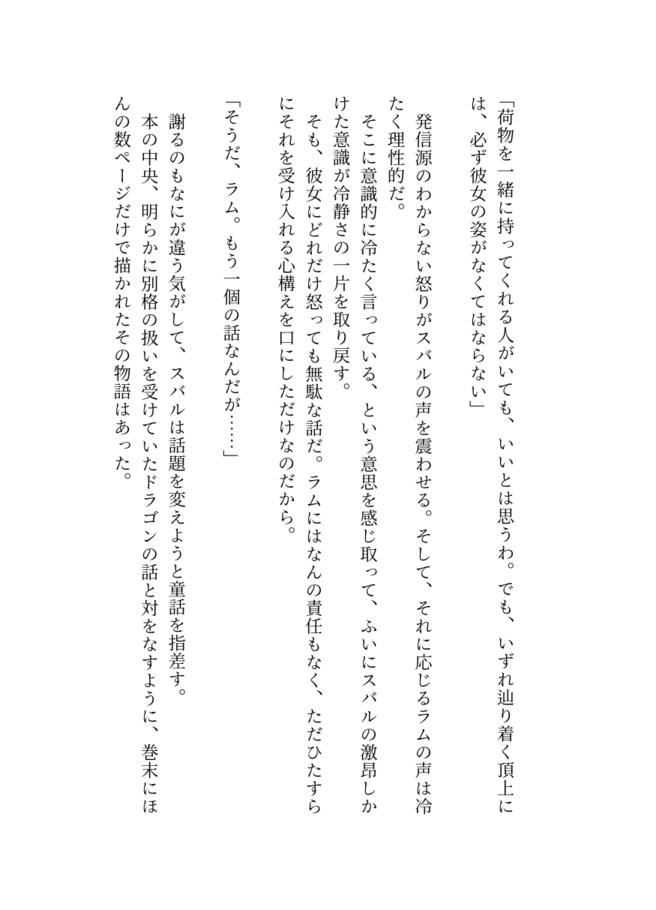 「荷物を一緒に持ってくれる人がいても、いいとは思うわ。でも、いずれ辿り着く頂上に
は、必ず彼女の姿がなくてはならない」
発信源のわからない怒りがスバルの声を震わせる。そして、それに応じるラムの声は冷
たく理性的だ。
そこに意識的に冷たく言っている、という意思を感じ取って、ふいにスバルの激昂しか
けた意識が冷静さの一片を取り戻す。
そも、彼女にどれだけ怒っても無駄な話だ。ラムにはなんの責任もなく、ただひたすら
にそれを受け入れる心構えを口にしただけなのだから。
「そうだ、ラム。もう一個の話なんだが……」
謝るのもなにが違う気がして、スバルは話題を変えようと童話を指差す。
本の中央、明らかに別格の扱いを受けていたドラゴンの話と対をなすように、巻末にほ
んの数ページだけで描かれたその物語はあった。